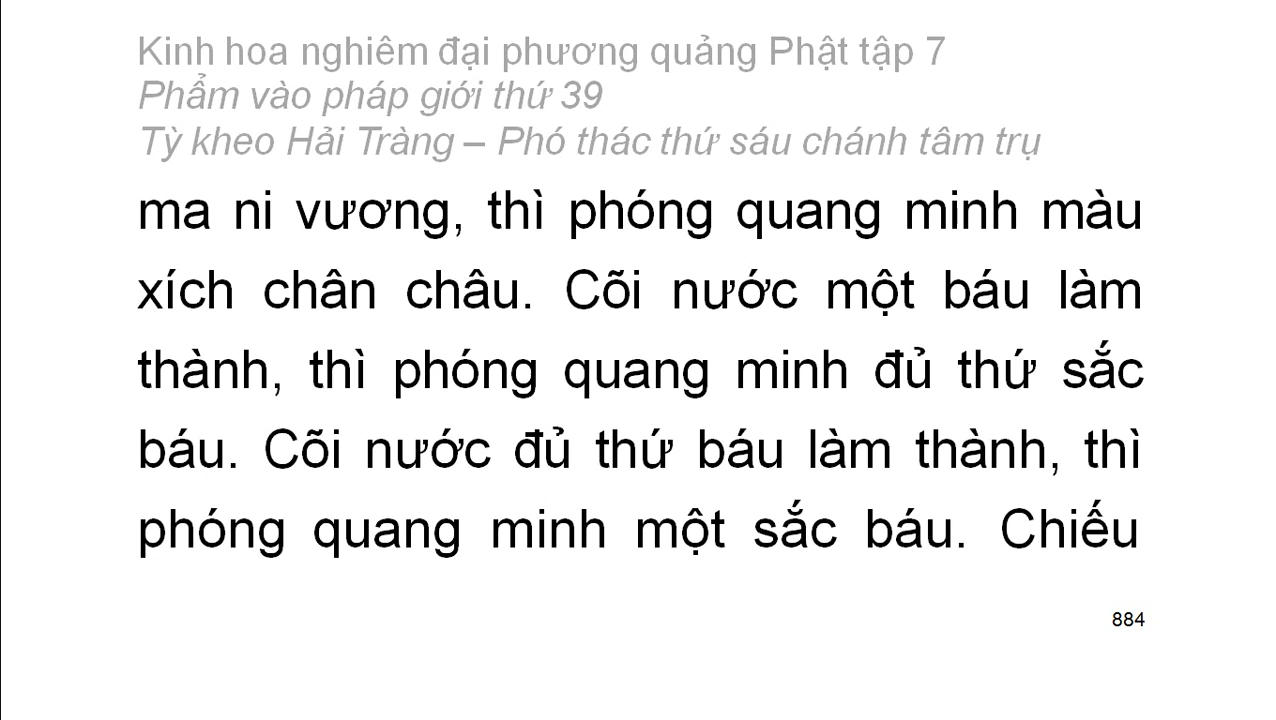 Kinh hoa nghiêm đại phương quảng Phật tập 7
Phẩm vào pháp giới thứ 39
Tỳ kheo Hải Tràng – Phó thác thứ sáu chánh tâm trụ
ma ni vương, thì phóng quang minh màu
xích chân châu. Cõi nước một báu làm
thành, thì phóng quang minh đủ thứ sắc
báu. Cõi nước đủ thứ báu làm thành, thì
phóng quang minh một sắc báu. Chiếu
884